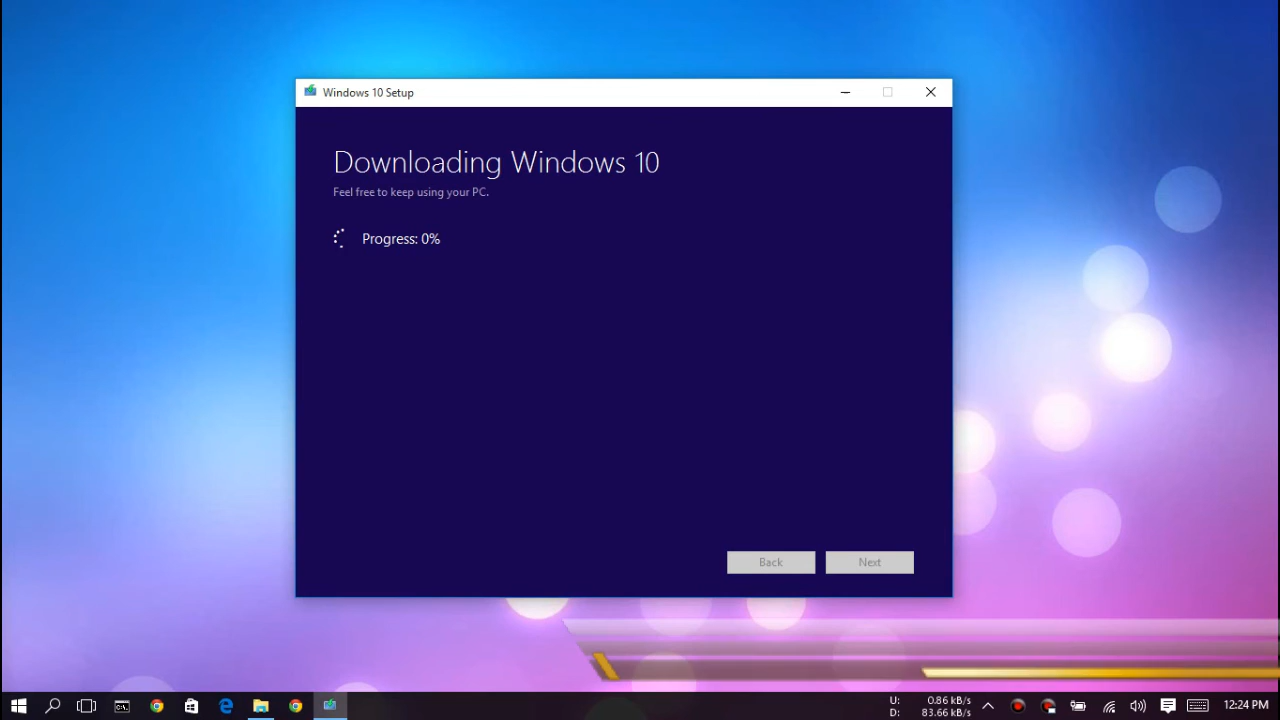 Windows 10 Setup
Downloading Windows 10
Feel free to keep using your PC.
Progress: 0%
Back
Next
U: 0.86 kB/s
D: 83.66 kB/s
12:24 PM